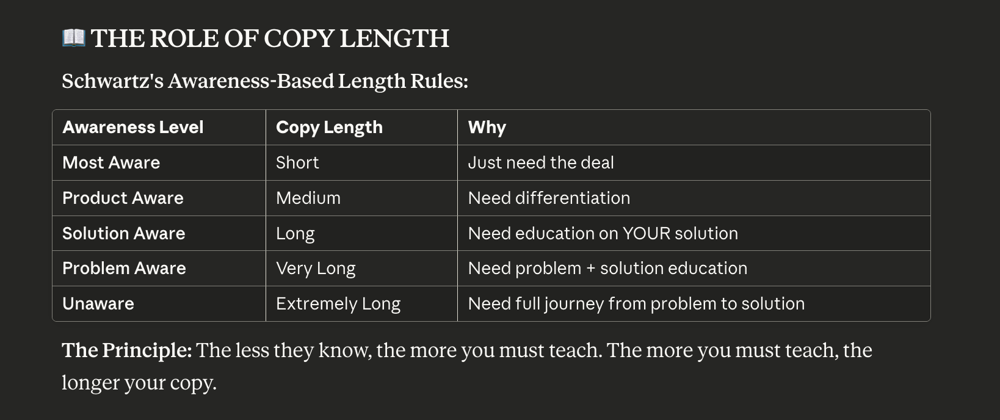 📖 THE ROLE OF COPY LENGTH
Schwartz's Awareness-Based Length Rules:
Awareness Level Copy Length Why
Most Aware Short Just need the deal
Product Aware Medium Need differentiation
Solution Aware Long Need education on YOUR solution
Problem Aware Very Long Need problem + solution education
Unaware Extremely Long Need full journey from problem to solution
The Principle: The less they know, the more you must teach. The more you must teach, the
longer your copy.